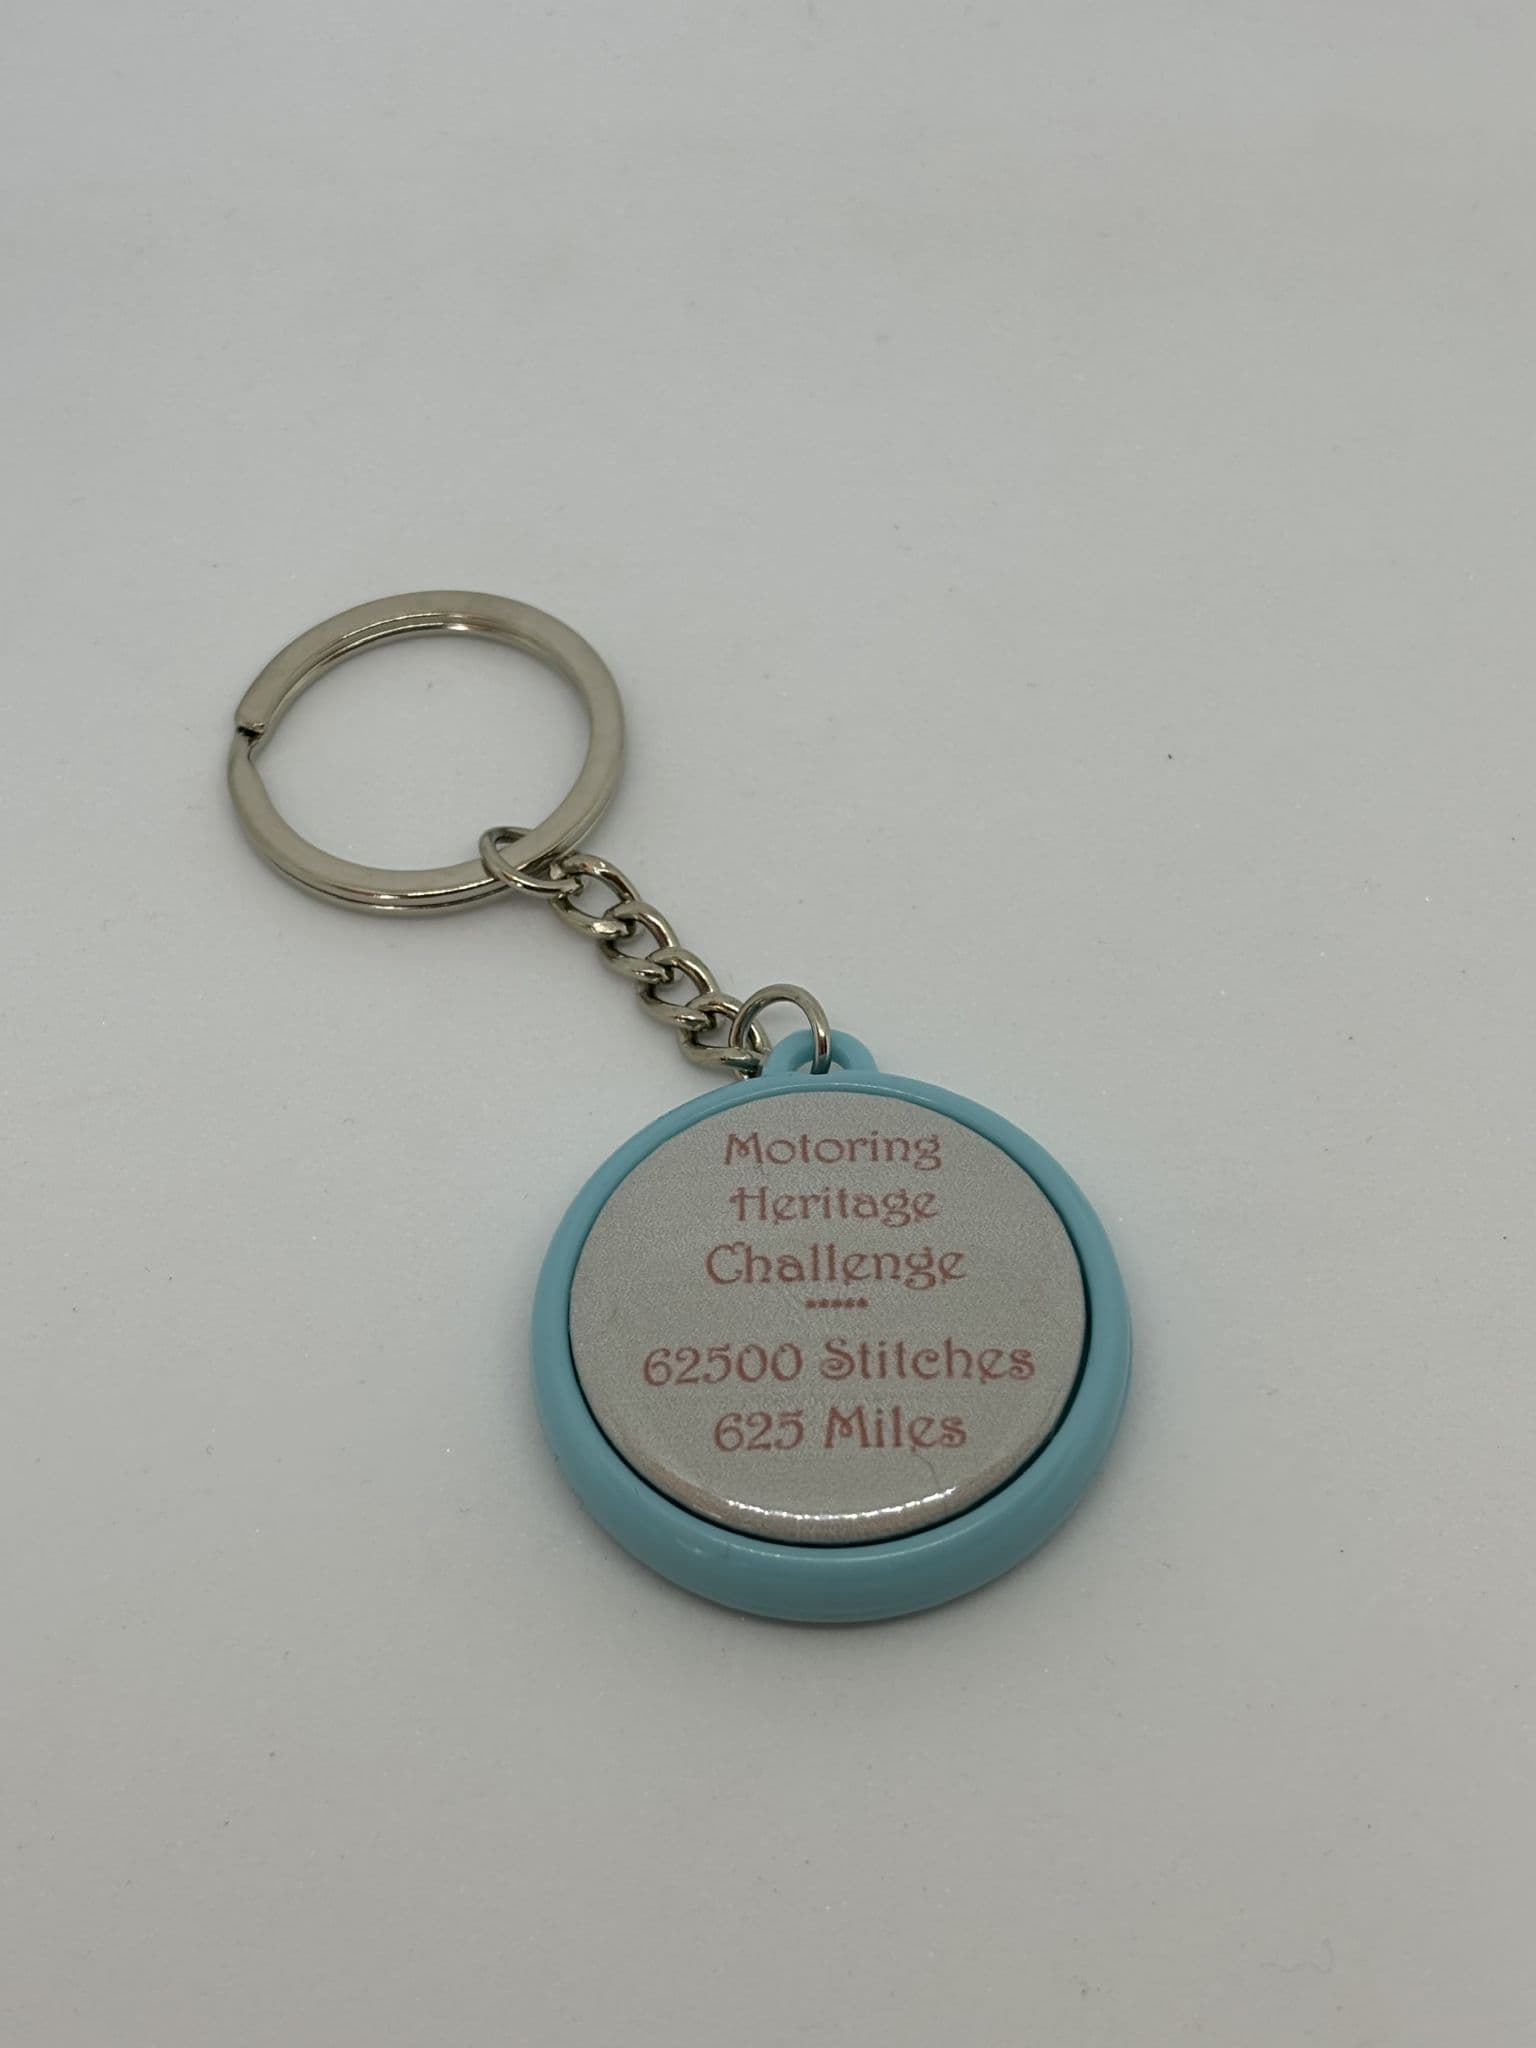 Motoring
Heritage
Challenge
*****
62500 Stitches
625 Miles